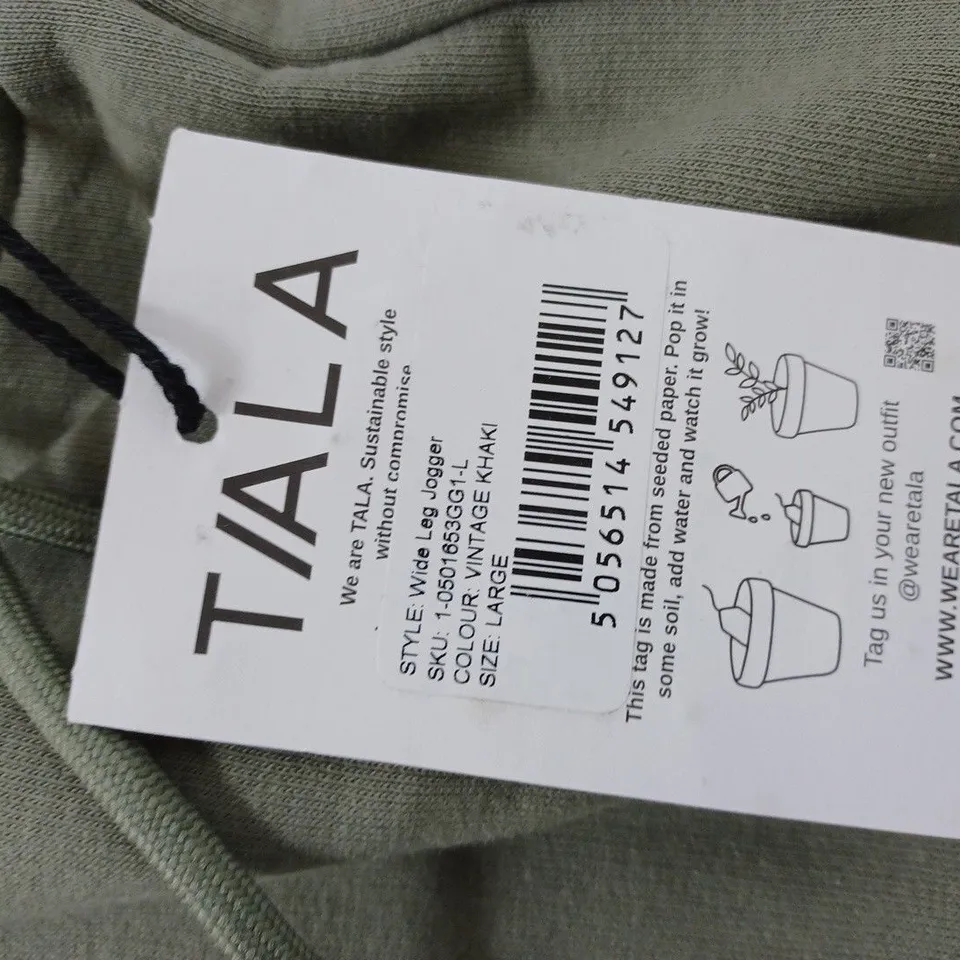 TALA
We are TALA. Sustainable style
without compromise
STYLE: Wide Leg Jogger
SKU: 1-0501653GG1-L
COLOUR: VINTAGE KHAKI
SIZE: LARGE
5 056514 549127
This tag is made from seeded paper. Pop it in
some soil, add water and watch it grow!
Tag us in your new outfit
@wearetala
WWW.WEARETALA.COM